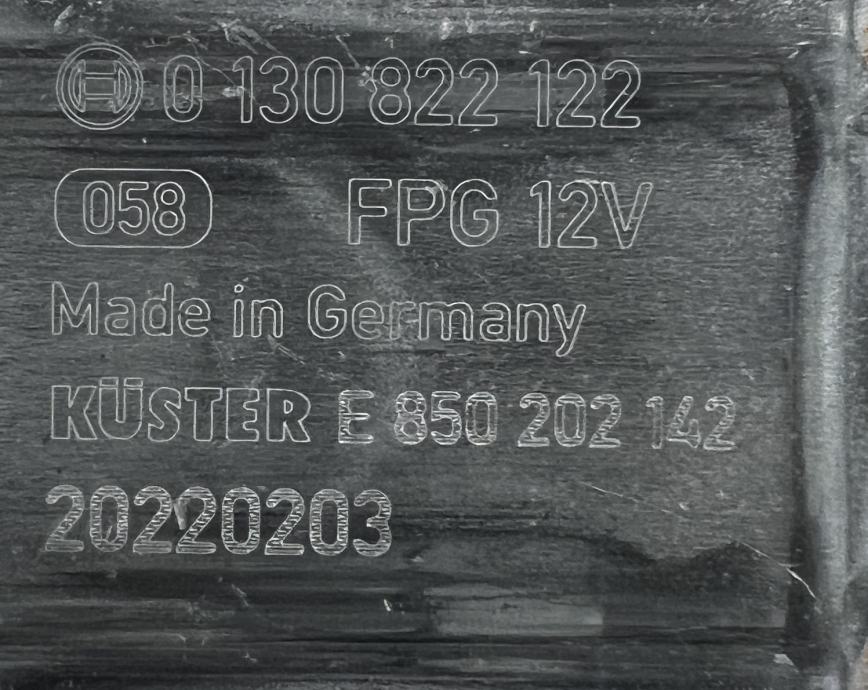 0 130 822 122
058 FPG 12V
Made in Germany
KÜSTER E 850 202 142
20220203